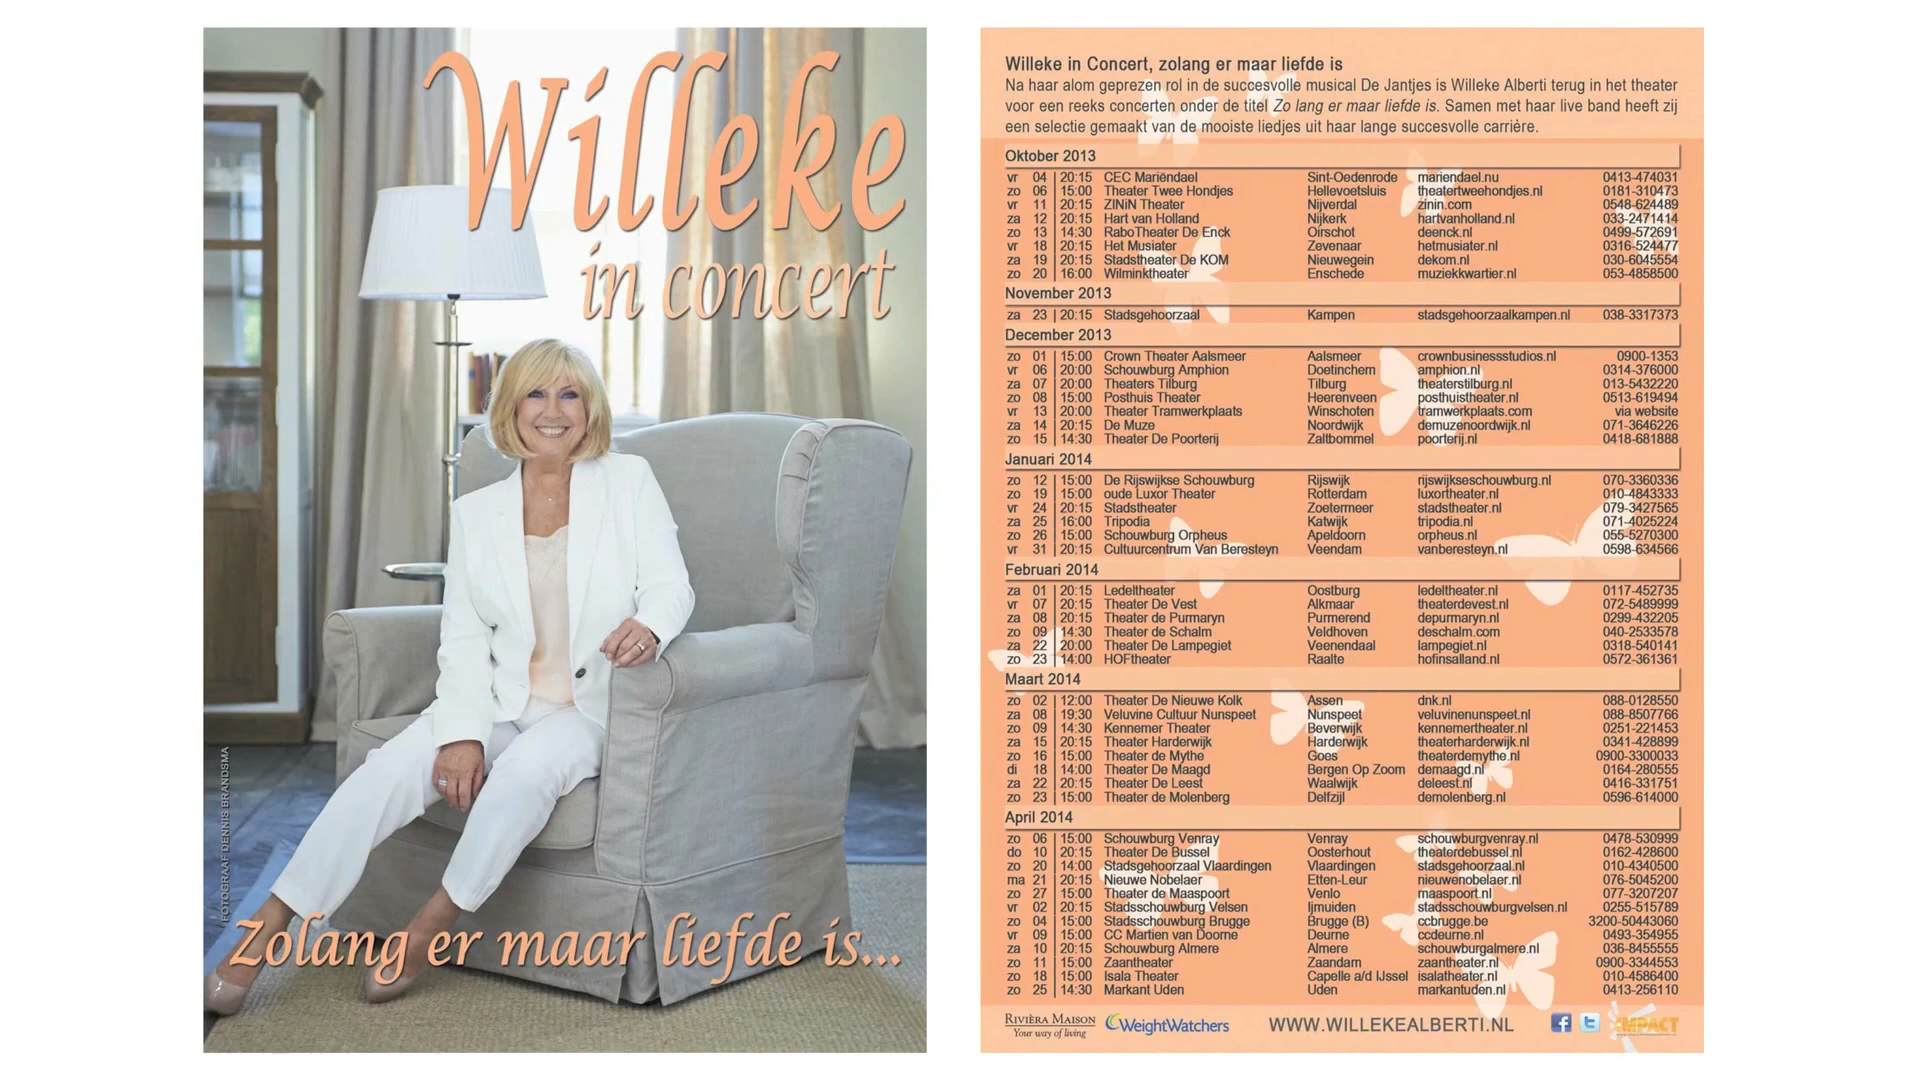 Willeke
in concert
FOTOGRAAF DENNIS BRANDSMA
Zolang er maar liefde is...
Willeke in Concert, zolang er maar liefde is
Na haar alom geprezen rol in de succesvolle musical De Jantjes is Willeke Alberti terug in het theater
voor een reeks concerten onder de titel Zo lang er maar liefde is. Samen met haar live band heeft zij
een selectie gemaakt van de mooiste liedjes uit haar lange succesvolle carrière.
Oktober 2013
vr 04 20:15 CEC Mariëndael Sint-Oedenrode mariendael.nu 0413-474031
zo 06 15:00 Theater Twee Hondjes Hellevoetsluis theatertweehondjes.nl 0181-310473
vr 11 20:15 ZINiN Theater Nijverdal zinin.com 0548-624489
za 12 20:15 Hart van Holland Nijkerk hartvanholland.nl 033-2471414
zo 13 14:30 RaboTheater De Enck Oirschot deenck.nl 0499-572691
vr 18 20:15 Het Musiater Zevenaar hetmusiater.nl 0316-524477
za 19 20:15 Stadstheater De KOM Nieuwegein dekom.nl 030-6045554
zo 20 16:00 Wilminktheater Enschede muziekkwartier.nl 053-4858500
November 2013
za 23 20:15 Stadsgehoorzaal Kampen stadsgehoorzaalkampen.nl 038-3317373
December 2013
zo 01 15:00 Crown Theater Aalsmeer Aalsmeer crownbusinessstudios.nl 0900-1353
vr 06 20:00 Schouwburg Amphion Doetinchem amphion.nl 0314-376000
za 07 20:00 Theaters Tilburg Tilburg theaterstilburg.nl 013-5432220
zo 08 15:00 Posthuis Theater Heerenveen posthuistheater.nl 0513-619494
vr 13 20:00 Theater Tramwerkplaats Winschoten tramwerkplaats.com via website
za 14 20:15 De Muze Noordwijk demuzenoordwijk.nl 071-3646226
zo 15 14:30 Theater De Poorterij Zaltbommel poorterij.nl 0418-681888
Januari 2014
zo 12 15:00 De Rijswijkse Schouwburg Rijswijk rijswijkseschouwburg.nl 070-3360336
zo 19 15:00 oude Luxor Theater Rotterdam luxortheater.nl 010-4843333
vr 24 20:15 Stadstheater Zoetermeer stadstheater.nl 079-3427565
za 25 16:00 Tripodia Katwijk tripodia.nl 071-4025224
zo 26 15:00 Schouwburg Orpheus Apeldoorn orpheus.nl 055-5270300
vr 31 20:15 Cultuurcentrum Van Beresteyn Veendam vanberesteyn.nl 0598-634566
Februari 2014
za 01 20:15 Ledeltheater Oostburg ledeltheater.nl 0117-452735
vr 07 20:15 Theater De Vest Alkmaar theaterdevest.nl 072-5489999
za 08 20:15 Theater de Purmaryn Purmerend depurmaryn.nl 0299-432205
zo 09 14:30 Theater de Schalm Veldhoven deschalm.com 040-2533578
za 22 20:00 Theater De Lampegiet Veenendaal lampegiet.nl 0318-540141
zo 23 14:00 HOFtheater Raalte hofinsalland.nl 0572-361361
Maart 2014
zo 02 12:00 Theater De Nieuwe Kolk Assen dnk.nl 088-0128550
za 08 19:30 Veluvine Cultuur Nunspeet Nunspeet veluvinenunspeet.nl 088-8507766
zo 09 14:30 Kennemer Theater Beverwijk kennemertheater.nl 0251-221453
za 15 20:15 Theater Harderwijk Harderwijk theaterharderwijk.nl 0341-428899
zo 16 15:00 Theater de Mythe Goes theaterdemythe.nl 0900-3300033
di 18 14:00 Theater De Maagd Bergen Op Zoom demaagd.nl 0164-280555
za 22 20:15 Theater De Leest Waalwijk deleest.nl 0416-331751
zo 23 15:00 Theater de Molenberg Delfzijl demolenberg.nl 0596-614000
April 2014
zo 06 15:00 Schouwburg Venray Venray schouwburgvenray.nl 0478-530999
do 10 20:15 Theater De Bussel Oosterhout theaterdebussel.nl 0162-428600
zo 20 14:00 Stadsgehoorzaal Vlaardingen Vlaardingen stadsgehoorzaal.nl 010-4340500
ma 21 20:15 Nieuwe Nobelaer Etten-Leur nieuwenobelaer.nl 076-5045200
zo 27 15:00 Theater de Maaspoort Venlo maaspoort.nl 077-3207207
vr 02 20:15 Stadsschouwburg Velsen Ijmuiden stadsschouwburgvelsen.nl 0255-515789
zo 04 15:00 Stadsschouwburg Brugge Brugge (B) ccbrugge.be 3200-50443060
vr 09 15:00 CC Martien van Doorne Deurne ccdeurne.nl 0493-354955
za 10 20:15 Schouwburg Almere Almere schouwburgalmere.nl 036-8455555
zo 11 15:00 Zaantheater Zaandam zaantheater.nl 0900-3344553
zo 18 15:00 Isala Theater Capelle a/d IJssel isalatheater.nl 010-4586400
zo 25 14:30 Markant Uden Uden markantuden.nl 0413-256110
RIVIÈRA MAISON
Your way of living
WeightWatchers
WWW.WILLEKEALBERTI.NL
IMPACT